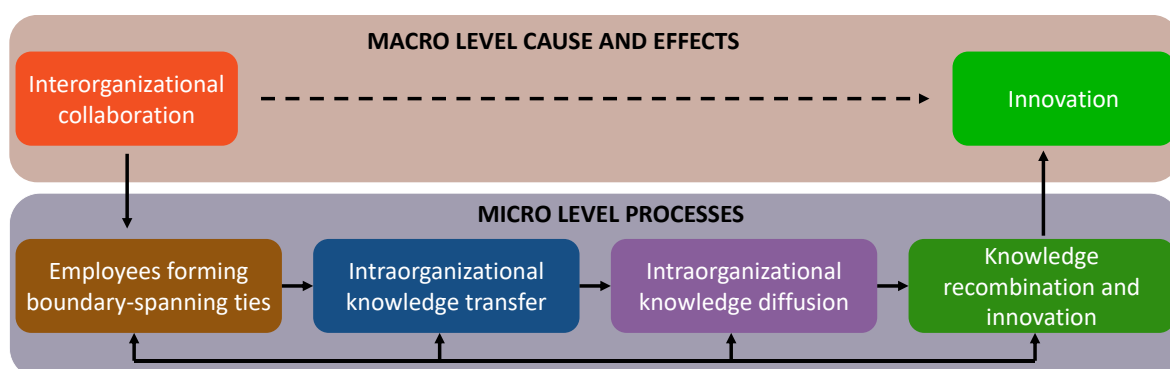 MACRO LEVEL CAUSE AND EFFECTS
Interorganizational
collaboration
Innovation
MICRO LEVEL PROCESSES
Employees forming
boundary-spanning ties
Intraorganizational
knowledge transfer
Intraorganizational
knowledge diffusion
Knowledge
recombination and
innovation